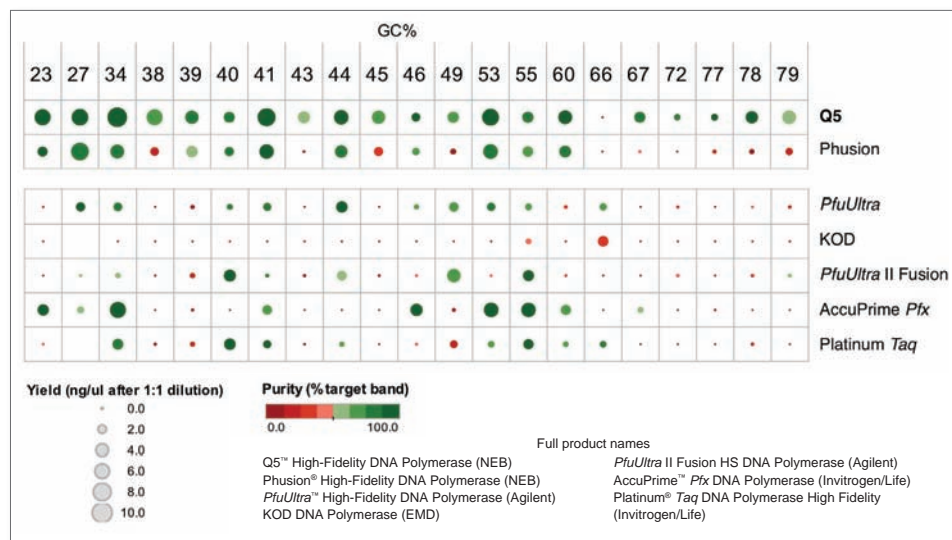 GC%
23 27 34 38 39 40 41 43 44 45 46 49 53 55 60 66 67 72 77 78 79
Q5
Phusion
PfuUltra
KOD
PfuUltra II Fusion
AccuPrime Pfx
Platinum Taq
Yield (ng/ul after 1:1 dilution)
0.0
2.0
4.0
6.0
8.0
10.0
Purity (% target band)
0.0 100.0
Full product names
Q5™ High-Fidelity DNA Polymerase (NEB)
Phusion® High-Fidelity DNA Polymerase (NEB)
PfuUltra™ High-Fidelity DNA Polymerase (Agilent)
KOD DNA Polymerase (EMD)
PfuUltra II Fusion HS DNA Polymerase (Agilent)
AccuPrime™ Pfx DNA Polymerase (Invitrogen/Life)
Platinum® Taq DNA Polymerase High Fidelity
(Invitrogen/Life)